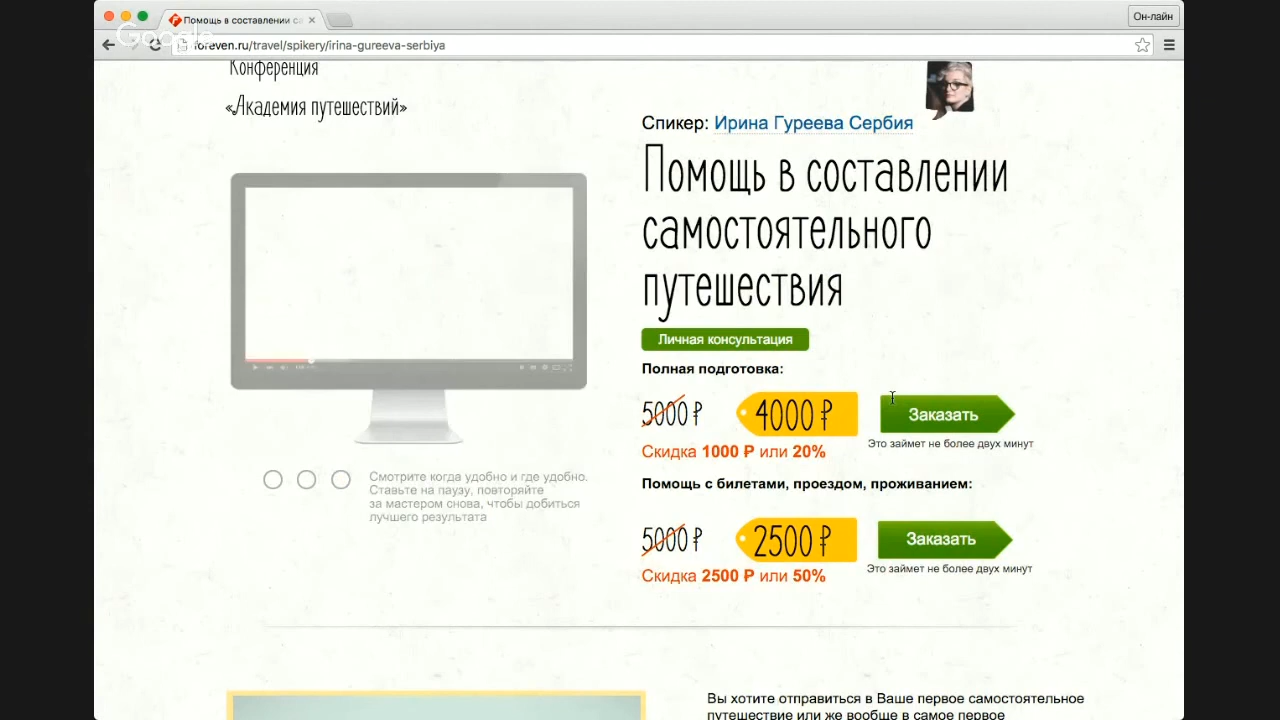 Помощь в составлении са
Он-лайн
Google
foreven.ru/travel/spikery/irina-gureeva-serbiya
Конференция
«Академия путешествий»
Спикер: Ирина Гуреева Сербия
Помощь в составлении
самостоятельного
путешествия
Личная консультация
Полная подготовка:
5000 ₽
4000 ₽
Заказать
Скидка 1000 ₽ или 20%
Это займет не более двух минут
Помощь с билетами, проездом, проживанием:
5000 ₽
2500 ₽
Заказать
Скидка 2500 ₽ или 50%
Это займет не более двух минут
Смотрите когда удобно и где удобно.
Ставьте на паузу, повторяйте
за мастером снова, чтобы добиться
лучшего результата
Вы хотите отправиться в Ваше первое самостоятельное
путешествие или же вообще в самое первое